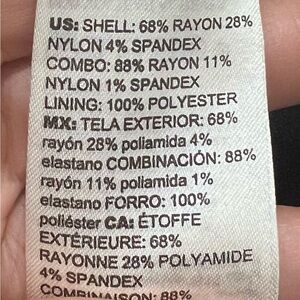 US: SHELL: 68% RAYON 28%
NYLON 4% SPANDEX
COMBO: 88% RAYON 11%
NYLON 1% SPANDEX
LINING: 100% POLYESTER
MX: TELA EXTERIOR: 68%
rayón 28% poliamida 4%
elastano COMBINACIÓN: 88%
rayón 11% poliamida 1%
elastano FORRO: 100%
poliéster CA: ÉTOFFE
EXTÉRIEURE: 68%
RAYONNE 28% POLYAMIDE
4% SPANDEX
COMBINAISON: 88%